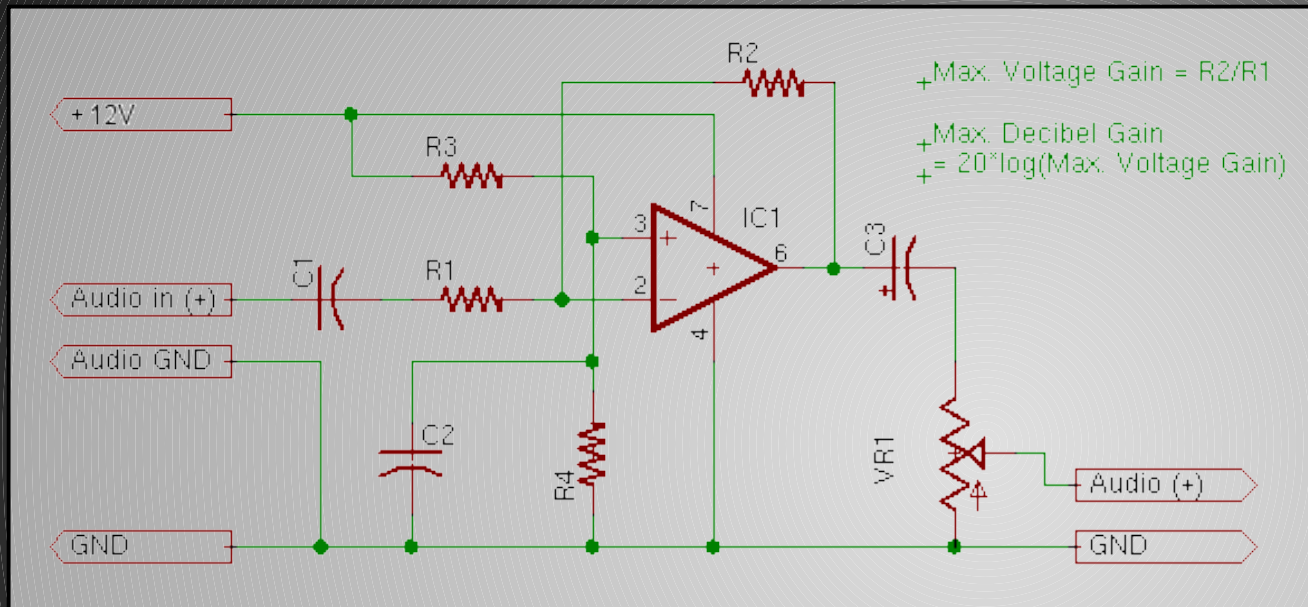 R2
Max. Voltage Gain = R2/R1
+12V
Max. Decibel Gain
= 20*log(Max. Voltage Gain)
R3
7
IC1
3
+
+
6
C3
+
C1
R1
2
-
Audio in (+)
4
Audio GND
C2
R4
VR1
Audio (+)
GND
GND